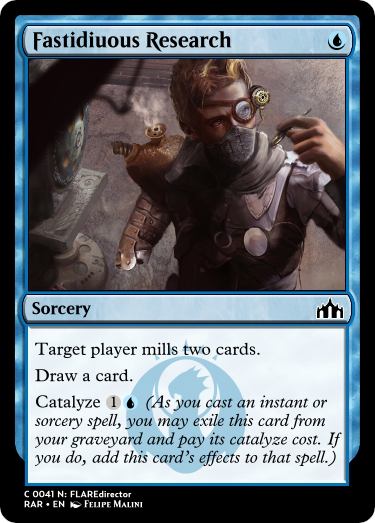 Fastidiuous Research
Sorcery
Target player mills two cards.
Draw a card.
Catalyze 1 (As you cast an instant or
sorcery spell, you may exile this card from
your graveyard and pay its catalyze cost. If
you do, add this card's effects to that spell.)
C 0041 N: FLAREdirector
RAR • EN Felipe Malini